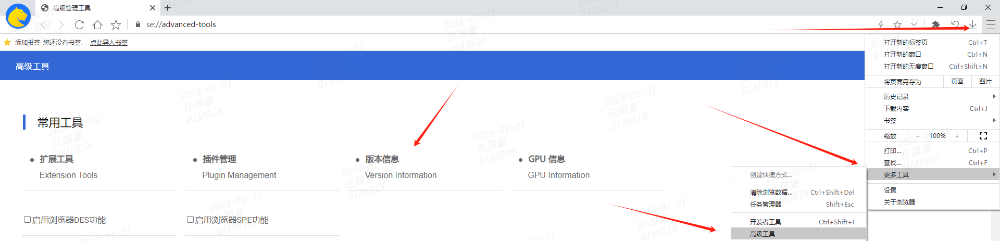 高级管理工具
se://advanced-tools
添加书签 您还没有书签， 点此导入书签
高级工具
常用工具
扩展工具
Extension Tools
插件管理
Plugin Management
版本信息
Version Information
GPU 信息
GPU Information
启用浏览器DES功能
启用浏览器SPE功能
打开新的标签页 Ctrl+T
打开新的窗口 Ctrl+N
打开新的无痕窗口 Ctrl+Shift+N
将页面另存为 页面 图片
历史记录
下载内容 Ctrl+J
书签
缩放 − 100% +
打印... Ctrl+P
查找... Ctrl+F
更多工具
设置
关于浏览器
创建快捷方式...
清除浏览数据... Ctrl+Shift+Del
任务管理器 Shift+Esc
开发者工具 Ctrl+Shift+I
高级工具
2024-01-31
任国豪
QIANXIN